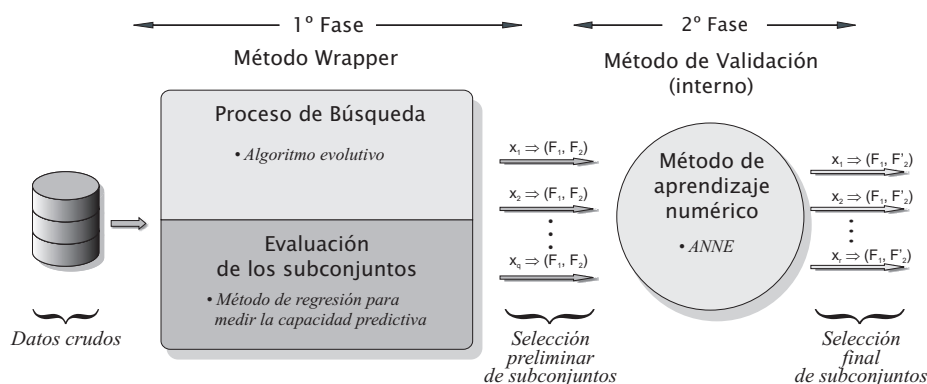 1º Fase
Método Wrapper
2º Fase
Método de Validación
(interno)
Proceso de Búsqueda
• Algoritmo evolutivo
Evaluación
de los subconjuntos
• Método de regresión para
medir la capacidad predictiva
Datos crudos
x₁ ⇒ (F₁, F₂)
x₂ ⇒ (F₁, F₂)
x_q ⇒ (F₁, F₂)
Selección
preliminar
de subconjuntos
Método de
aprendizaje
numérico
• ANNE
x₁ ⇒ (F₁, F'₂)
x₂ ⇒ (F₁, F'₂)
x_r ⇒ (F₁, F'₂)
Selección
final
de subconjuntos